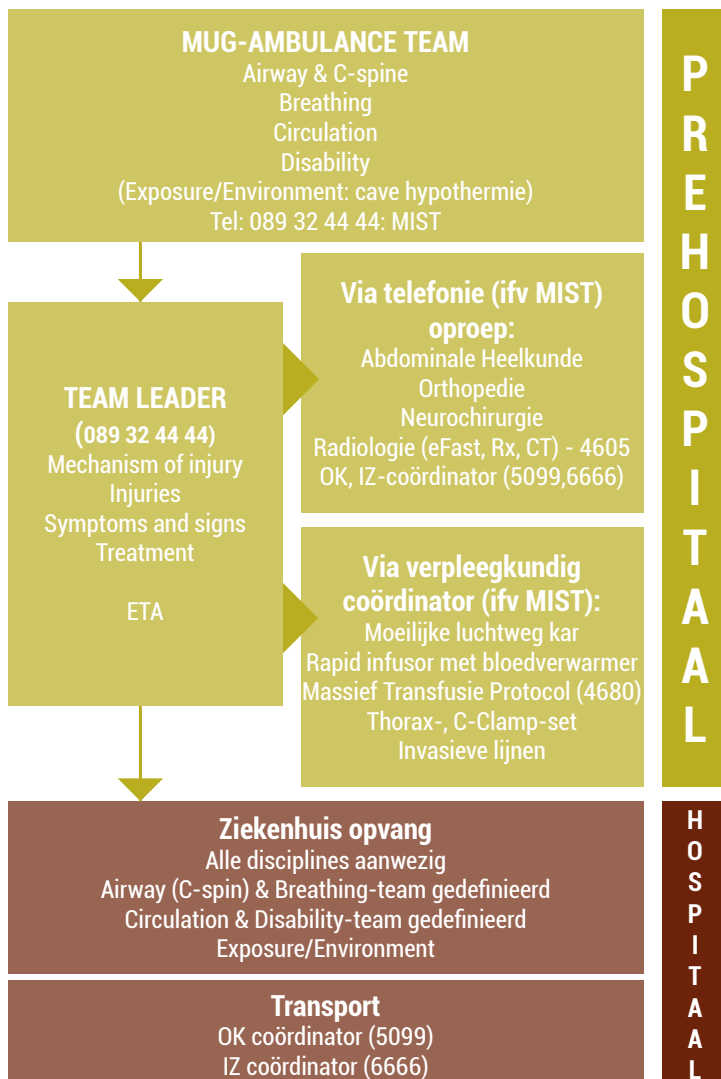 MUG-AMBULANCE TEAM
Airway & C-spine
Breathing
Circulation
Disability
(Exposure/Environment: cave hypothermie)
Tel: 089 32 44 44: MIST
Via telefonie (ifv MIST)
oproep:
Abdominale Heelkunde
Orthopedie
Neurochirurgie
Radiologie (eFast, Rx, CT) - 4605
OK, IZ-coördinator (5099,6666)
TEAM LEADER
(089 32 44 44)
Mechanism of injury
Injuries
Symptoms and signs
Treatment
ETA
Via verpleegkundig
coördinator (ifv MIST):
Moeilijke luchtweg kar
Rapid infusor met bloedverwarmer
Massief Transfusie Protocol (4680)
Thorax-, C-Clamp-set
Invasieve lijnen
PREHOSPITAAL
Ziekenhuis opvang
Alle disciplines aanwezig
Airway (C-spin) & Breathing-team gedefinieerd
Circulation & Disability-team gedefinieerd
Exposure/Environment
Transport
OK coördinator (5099)
IZ coördinator (6666)
HOSPITAAL